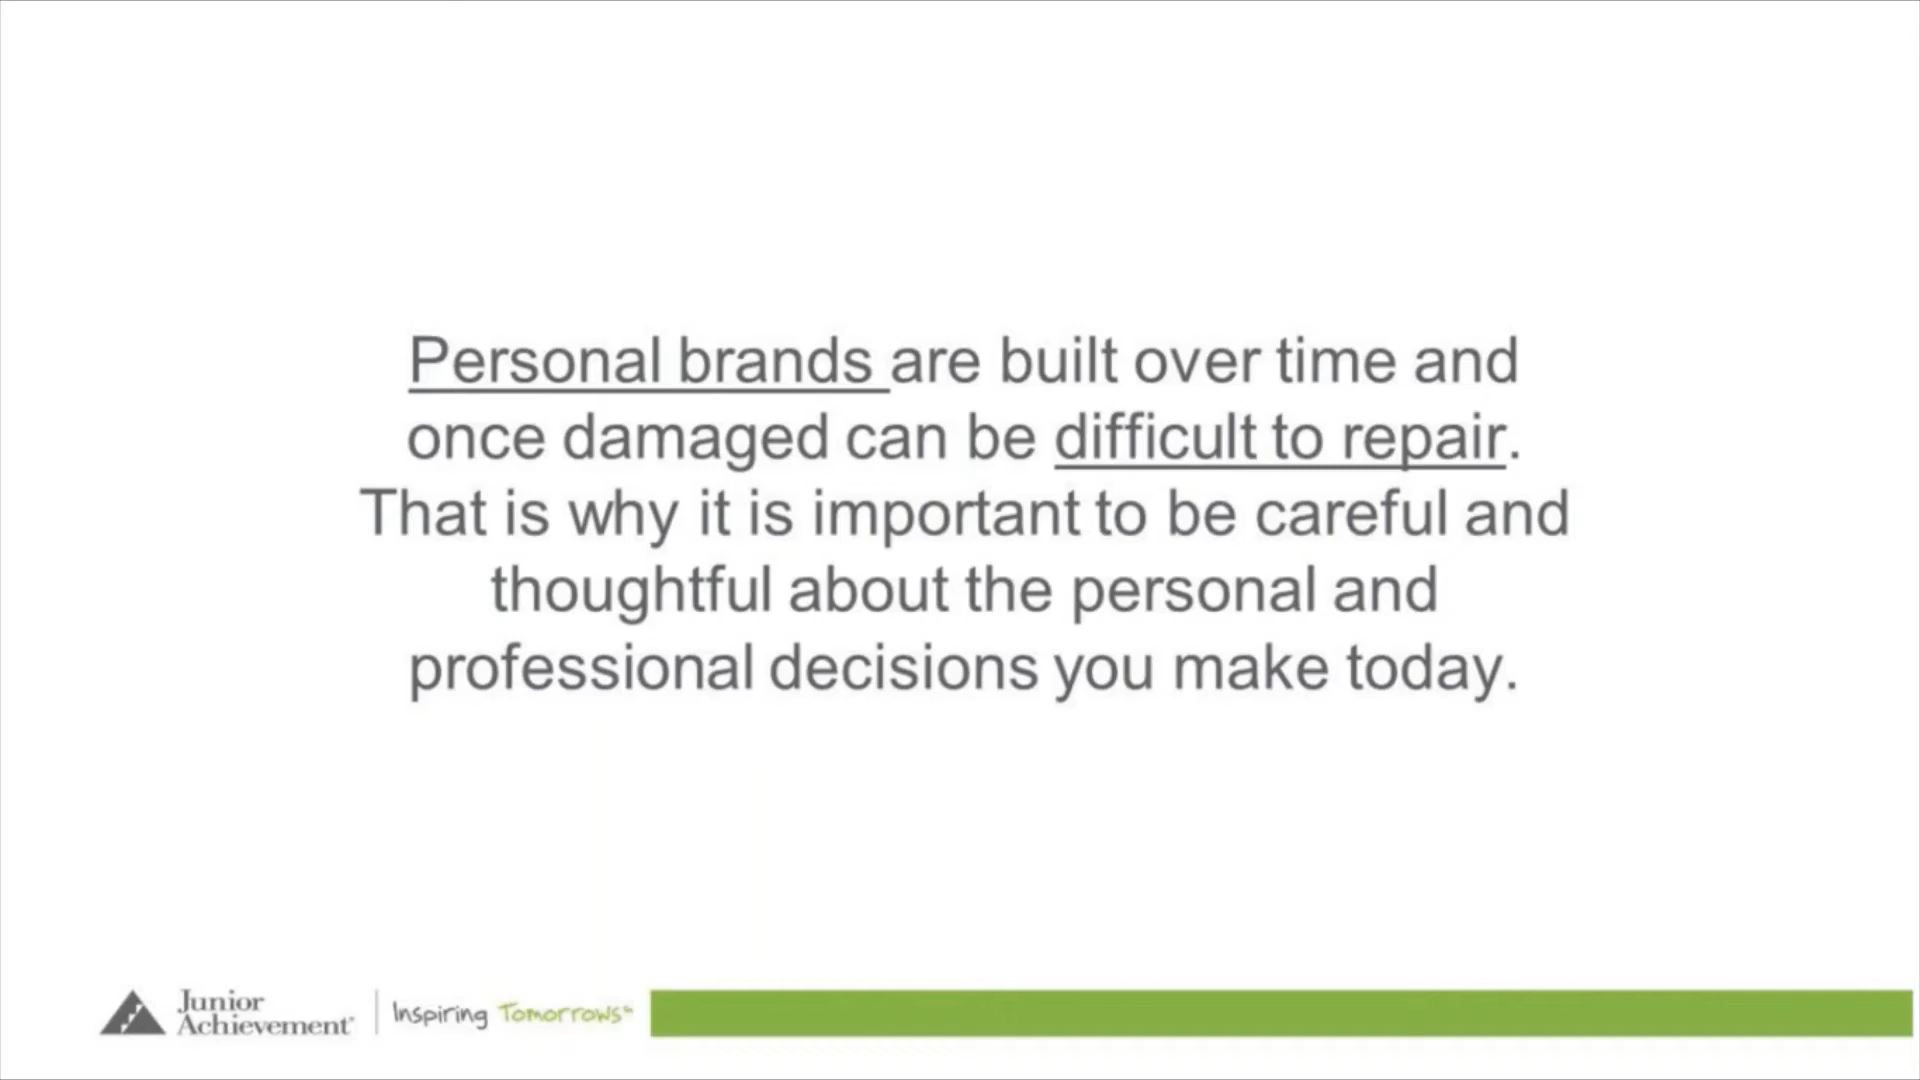 Personal brands are built over time and
once damaged can be difficult to repair.
That is why it is important to be careful and
thoughtful about the personal and
professional decisions you make today.
Junior
Achievement®
Inspiring Tomorrows℠